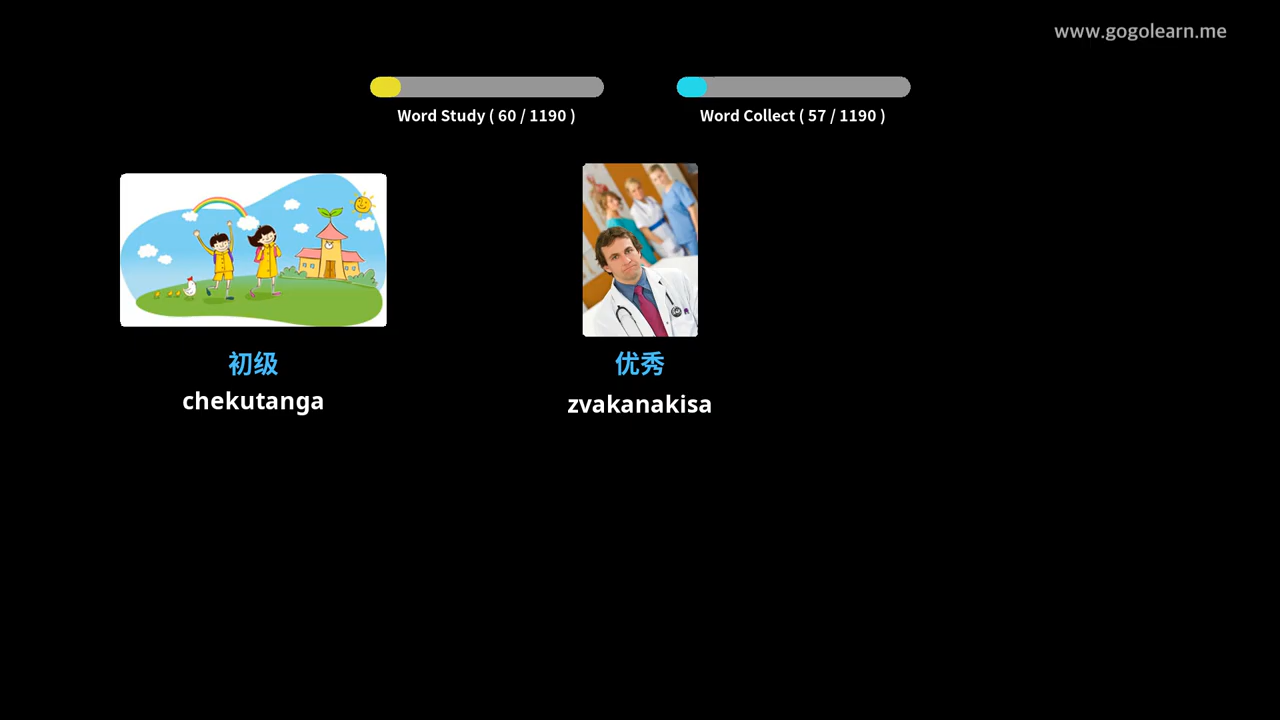 www.gogolearn.me
Word Study ( 60 / 1190 )
Word Collect ( 57 / 1190 )
初级
chekutanga
优秀
zvakanakisa